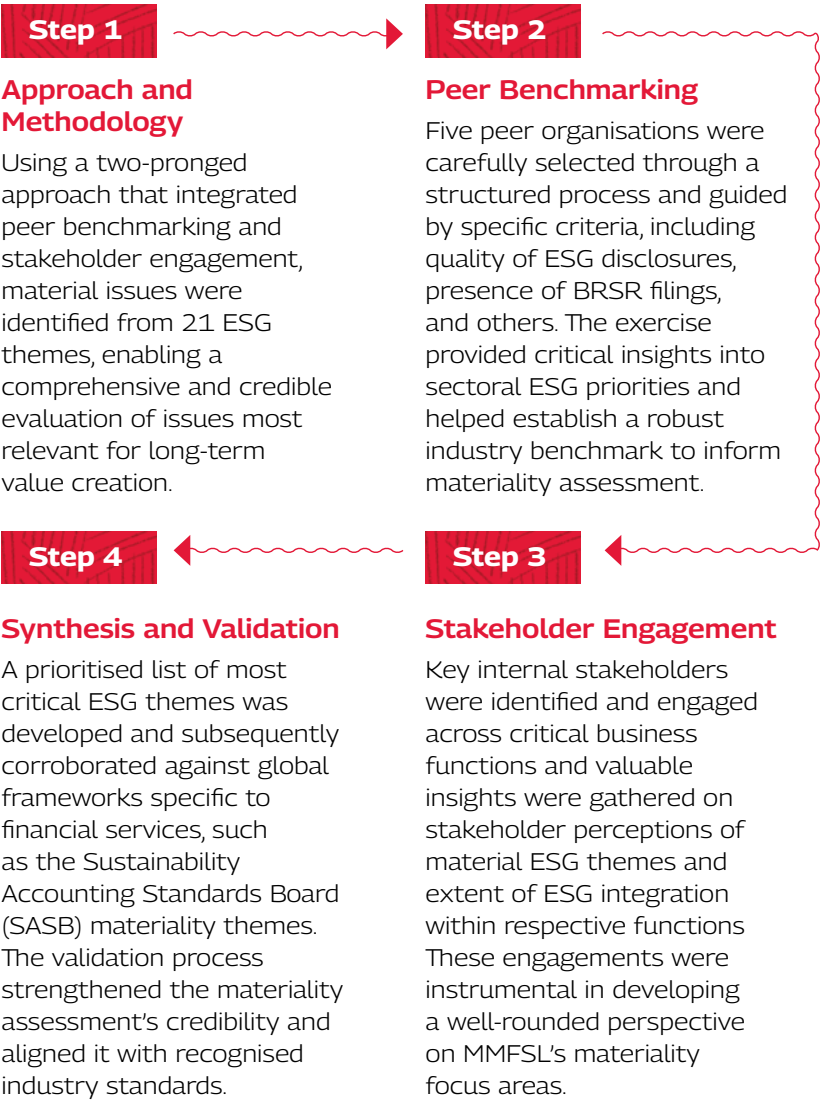 Step 1
Approach and
Methodology
Using a two-pronged
approach that integrated
peer benchmarking and
stakeholder engagement,
material issues were
identified from 21 ESG
themes, enabling a
comprehensive and credible
evaluation of issues most
relevant for long-term
value creation.
Step 2
Peer Benchmarking
Five peer organisations were
carefully selected through a
structured process and guided
by specific criteria, including
quality of ESG disclosures,
presence of BRSR filings,
and others. The exercise
provided critical insights into
sectoral ESG priorities and
helped establish a robust
industry benchmark to inform
materiality assessment.
Step 3
Stakeholder Engagement
Key internal stakeholders
were identified and engaged
across critical business
functions and valuable
insights were gathered on
stakeholder perceptions of
material ESG themes and
extent of ESG integration
within respective functions
These engagements were
instrumental in developing
a well-rounded perspective
on MMFSL's materiality
focus areas.
Step 4
Synthesis and Validation
A prioritised list of most
critical ESG themes was
developed and subsequently
corroborated against global
frameworks specific to
financial services, such
as the Sustainability
Accounting Standards Board
(SASB) materiality themes.
The validation process
strengthened the materiality
assessment's credibility and
aligned it with recognised
industry standards.